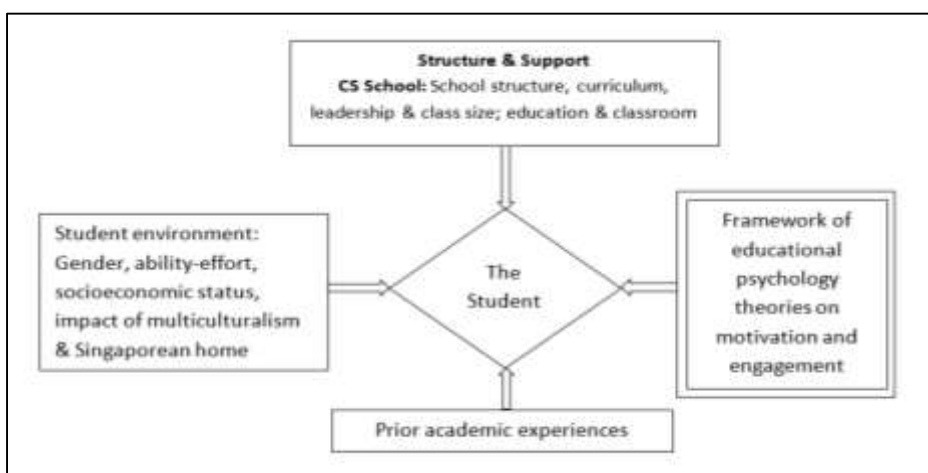 Structure & Support
CS School: School structure, curriculum,
leadership & class size; education & classroom
Student environment:
Gender, ability-effort,
socioeconomic status,
impact of multiculturalism
& Singaporean home
The
Student
Framework of
educational
psychology
theories on
motivation and
engagement
Prior academic experiences